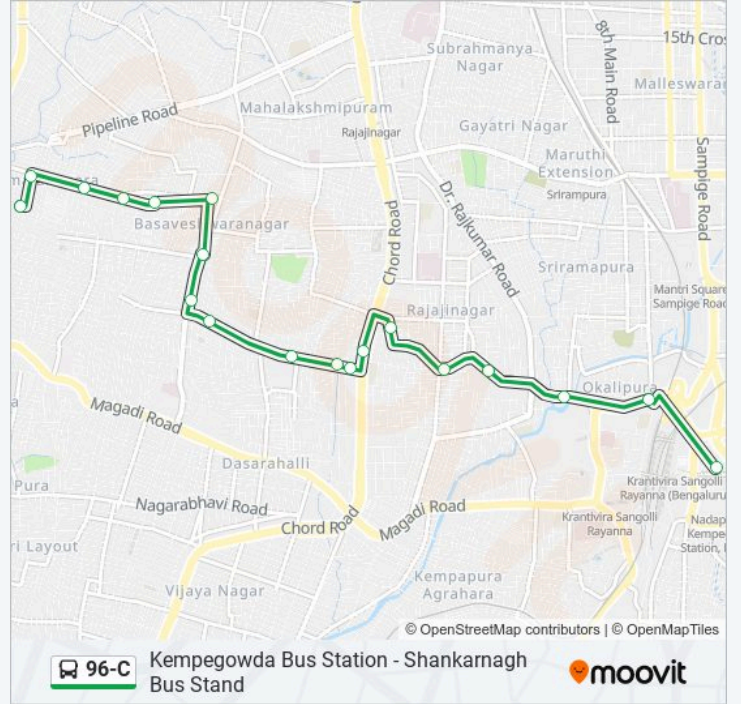 Subrahmanya
Nagar
8th Main Road
15th Cros
Malleswaram
Pipeline Road
Mahalakshmipuram
Rajajinagar
Gayatri Nagar
Maruthi
Extension
Sampige Road
Srirampura
Basaveshwaranagar
Chord Road
Dr. Rajkumar Road
Sriramapura
Mantri Square
Sampige Road
Rajajinagar
Okalipura
Magadi Road
Dasarahalli
Pura
Krantivira Sangolli
Rayanna (Bengaluru
Nagarabhavi Road
Chord Road
Magadi Road
Krantivira Sangolli
Rayanna
Nadap
Kempe
Station,
ri Layout
Vijaya Nagar
Kempapura
Agrahara
© OpenStreetMap contributors | © OpenMapTiles
96-C
Kempegowda Bus Station - Shankarnagh
Bus Stand
moovit